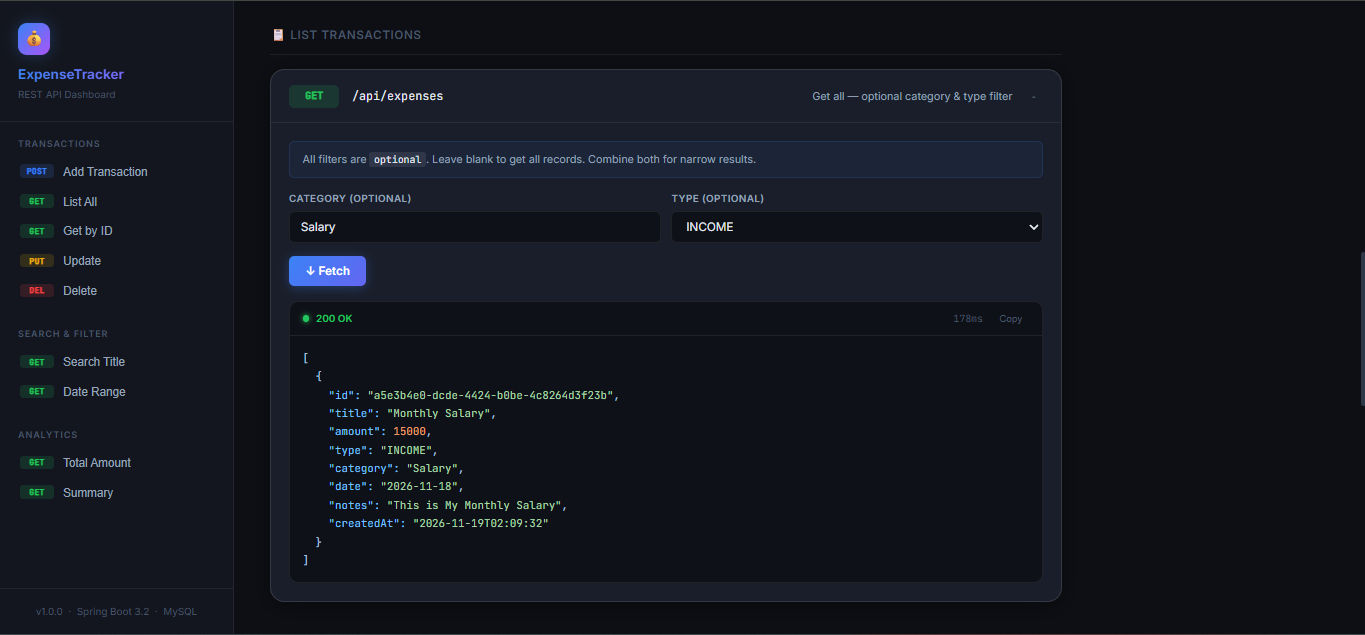 ExpenseTracker
REST API Dashboard
TRANSACTIONS
POST Add Transaction
GET List All
GET Get by ID
PUT Update
DEL Delete
SEARCH & FILTER
GET Search Title
GET Date Range
ANALYTICS
GET Total Amount
GET Summary
v1.0.0 · Spring Boot 3.2 · MySQL
LIST TRANSACTIONS
GET /api/expenses Get all — optional category & type filter -
All filters are optional. Leave blank to get all records. Combine both for narrow results.
CATEGORY (OPTIONAL) TYPE (OPTIONAL)
Salary INCOME
↓ Fetch
200 OK 178ms Copy
[
{
"id": "a5e3b4e0-dcde-4424-b0be-4c8264d3f23b",
"title": "Monthly Salary",
"amount": 15000,
"type": "INCOME",
"category": "Salary",
"date": "2026-11-18",
"notes": "This is My Monthly Salary",
"createdAt": "2026-11-19T02:09:32"
}
]